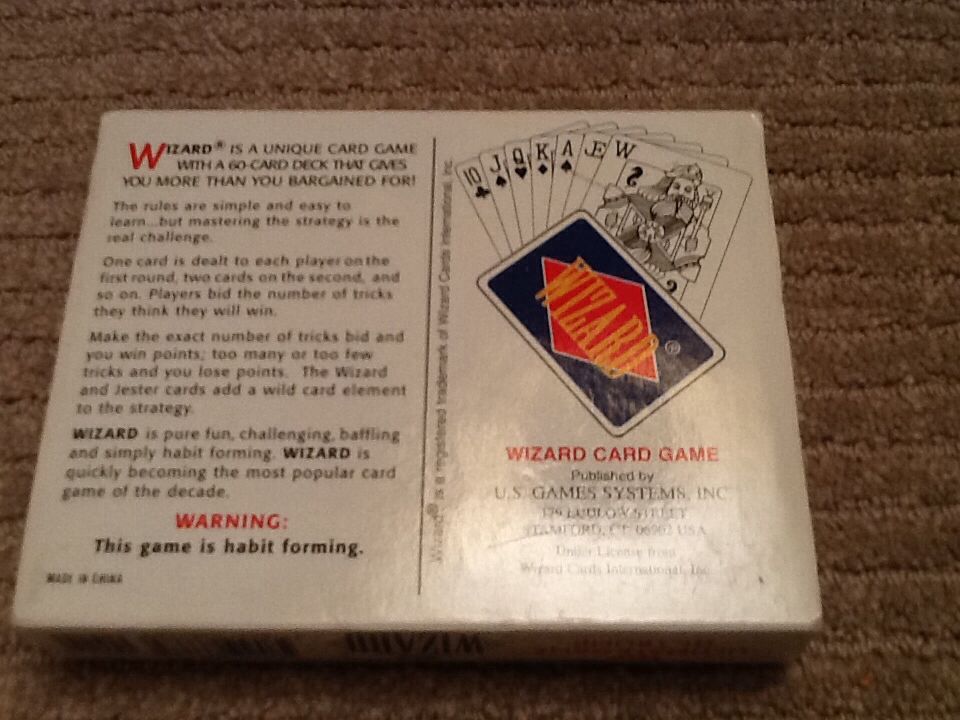 WIZARD® IS A UNIQUE CARD GAME
WITH A 60-CARD DECK THAT GIVES
YOU MORE THAN YOU BARGAINED FOR!
The rules are simple and easy to
learn...but mastering the strategy is the
real challenge.
One card is dealt to each player on the
first round, two cards on the second, and
so on. Players bid the number of tricks
they think they will win.
Make the exact number of tricks bid and
you win points; too many or too few
tricks and you lose points. The Wizard
and Jester cards add a wild card element
to the strategy.
WIZARD is pure fun, challenging, baffling
and simply habit forming. WIZARD is
quickly becoming the most popular card
game of the decade.
WARNING:
This game is habit forming.
MADE IN CHINA
Wizard® is a registered trademark of Wizard Cards International, Inc.
10 J Q K A JE W
WIZARD ®
WIZARD CARD GAME
Published by
U.S. GAMES SYSTEMS, INC.
179 LUDLOW STREET
STAMFORD, CT 06902 USA
Under License from
Wizard Cards International, Inc.
WIZARD